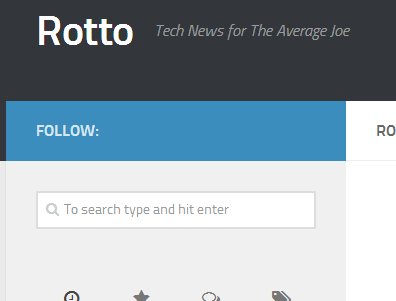 Rotto
Tech News for The Average Joe
FOLLOW:
RO
To search type and hit enter